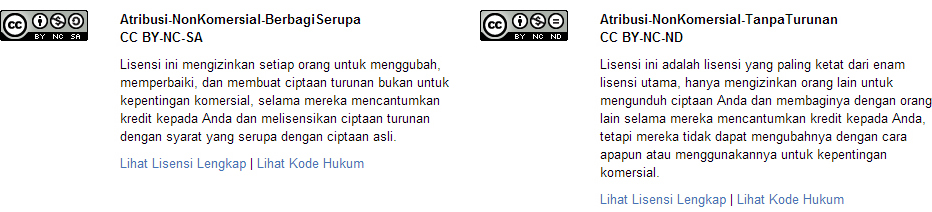 cc
BY NC SA
Atribusi-NonKomersial-BerbagiSerupa
CC BY-NC-SA
Lisensi ini mengizinkan setiap orang untuk menggubah,
memperbaiki, dan membuat ciptaan turunan bukan untuk
kepentingan komersial, selama mereka mencantumkan
kredit kepada Anda dan melisensikan ciptaan turunan
dengan syarat yang serupa dengan ciptaan asli.
Lihat Lisensi Lengkap | Lihat Kode Hukum
cc
BY NC ND
Atribusi-NonKomersial-TanpaTurunan
CC BY-NC-ND
Lisensi ini adalah lisensi yang paling ketat dari enam
lisensi utama, hanya mengizinkan orang lain untuk
mengunduh ciptaan Anda dan membaginya dengan orang
lain selama mereka mencantumkan kredit kepada Anda,
tetapi mereka tidak dapat mengubahnya dengan cara
apapun atau menggunakannya untuk kepentingan
komersial.
Lihat Lisensi Lengkap | Lihat Kode Hukum